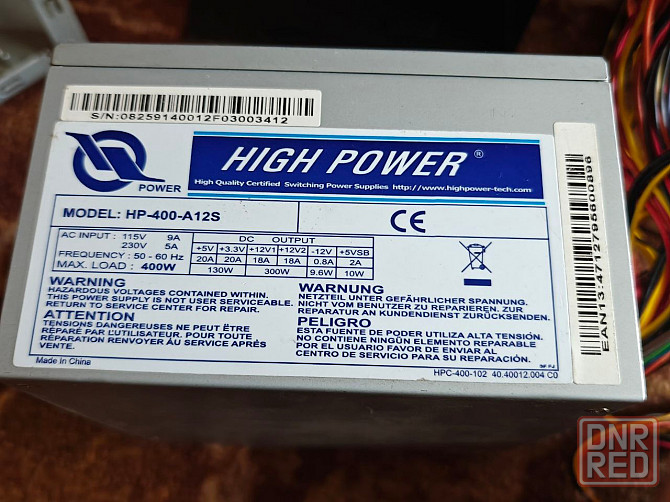 S/N:08259140012F03003412
POWER
HIGH POWER ®
High Quality Certified Switching Power Supplies http://www.highpower-tech.com
MODEL: HP-400-A12S
CE
AC INPUT : 115V 9A
230V 5A
FREQUENCY : 50 - 60 Hz
MAX. LOAD : 400W
DC OUTPUT
+5V +3.3V +12V1 +12V2 -12V +5VSB
20A 20A 18A 18A 0.8A 2A
130W 300W 9.6W 10W
WARNING
HAZARDOUS VOLTAGES CONTAINED WITHIN.
THIS POWER SUPPLY IS NOT USER SERVICEABLE.
RETURN TO SERVICE CENTER FOR REPAIR.
ATTENTION
TENSIONS DANGEREUSES NE PAS ÊTRE
RÉPARÉ PAR L'UTILISATEUR. POUR TOUTE
RÉPARATION RENVOYER AU SERVICE APRÉS
VENTE.
WARNUNG
NETZTEIL UNTER GEFÄHRLICHER SPANNUNG.
NICHT VOM BENUTZER ZU REPARIEREN. ZUR
REPARATUR AN KUNDENDIENST ZURÜCKSENDEN.
PELIGRO
ESTA FUENTE DE PODER UTILIZA ALTA TENSIÓN.
NO CONTIENE NINGÚN ELEMENTO REPARABLE
POR FAVOR DE ENVIAR AL
CENTRO DE SERVICIO PARA SU REPARACIÓN.
Made In China
HPC-400-102 40.40012.004 C0
EAN13:4712795600896
DNR
RED